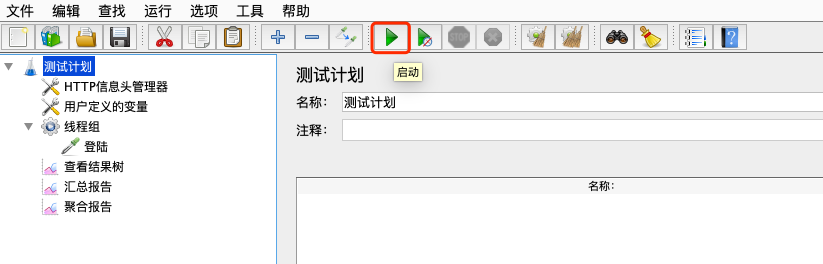 文件 编辑 查找 运行 选项 工具 帮助
STOP
启动
测试计划
HTTP信息头管理器
用户定义的变量
线程组
登陆
查看结果树
汇总报告
聚合报告
测试计划
名称： 测试计划
注释：
名称：